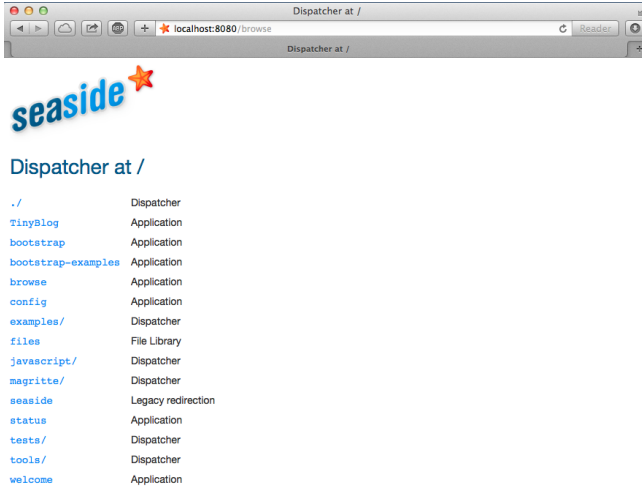 Dispatcher at /
ABP + localhost:8080/browse Reader
Dispatcher at / +
seaside
Dispatcher at /
./ Dispatcher
TinyBlog Application
bootstrap Application
bootstrap-examples Application
browse Application
config Application
examples/ Dispatcher
files File Library
javascript/ Dispatcher
magritte/ Dispatcher
seaside Legacy redirection
status Application
tests/ Dispatcher
tools/ Dispatcher
welcome Application